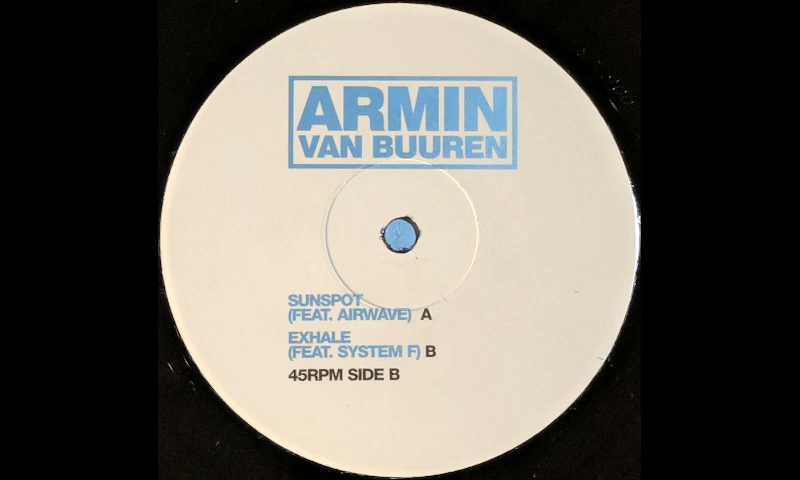 ARMIN
VAN BUUREN
SUNSPOT
(FEAT. AIRWAVE) A
EXHALE
(FEAT. SYSTEM F) B
45RPM SIDE B